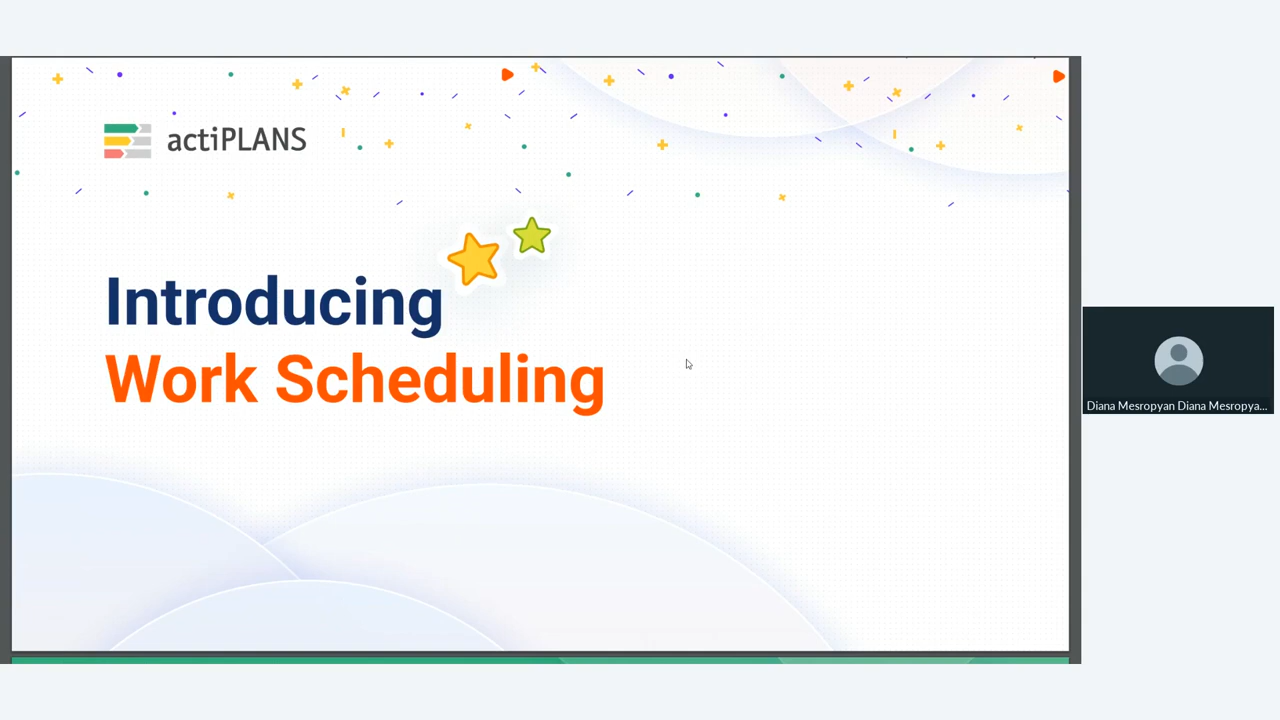 actiPLANS
Introducing
Work Scheduling
Diana Mesropyan Diana Mesropya...